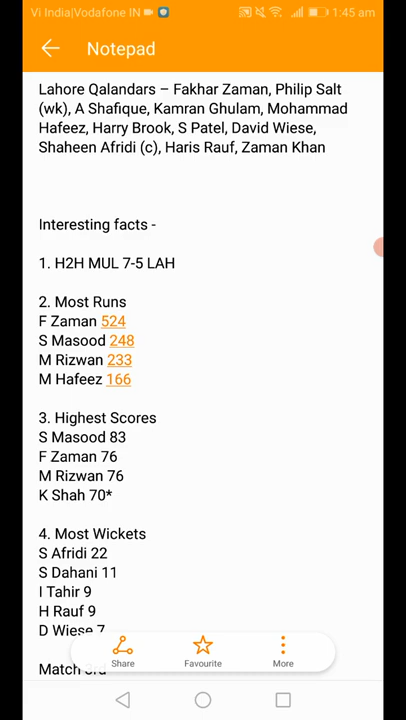 Vi India|Vodafone IN
1:45 am
Notepad
Lahore Qalandars – Fakhar Zaman, Philip Salt
(wk), A Shafique, Kamran Ghulam, Mohammad
Hafeez, Harry Brook, S Patel, David Wiese,
Shaheen Afridi (c), Haris Rauf, Zaman Khan
Interesting facts -
1. H2H MUL 7-5 LAH
2. Most Runs
F Zaman 524
S Masood 248
M Rizwan 233
M Hafeez 166
3. Highest Scores
S Masood 83
F Zaman 76
M Rizwan 76
K Shah 70*
4. Most Wickets
S Afridi 22
S Dahani 11
I Tahir 9
H Rauf 9
D Wiese 7
Share Favourite More
Match 3rd